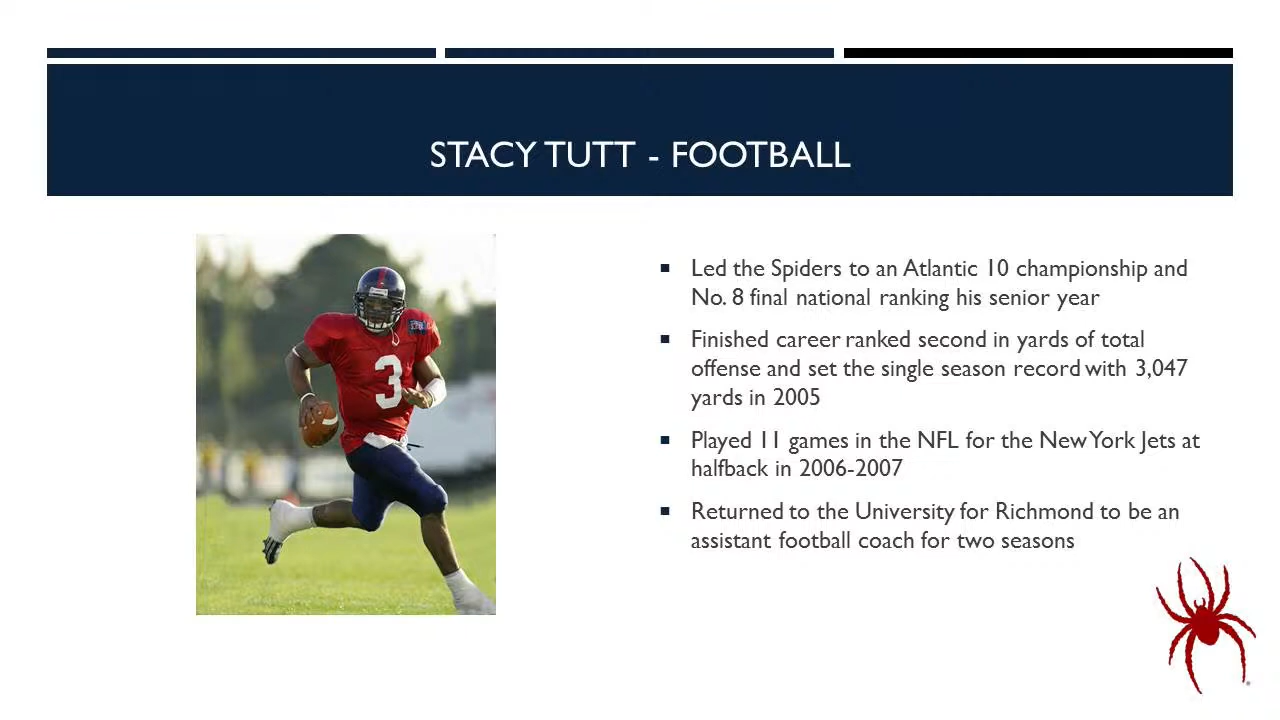 STACY TUTT - FOOTBALL
3
▪ Led the Spiders to an Atlantic 10 championship and
No. 8 final national ranking his senior year
▪ Finished career ranked second in yards of total
offense and set the single season record with 3,047
yards in 2005
▪ Played 11 games in the NFL for the New York Jets at
halfback in 2006-2007
▪ Returned to the University for Richmond to be an
assistant football coach for two seasons